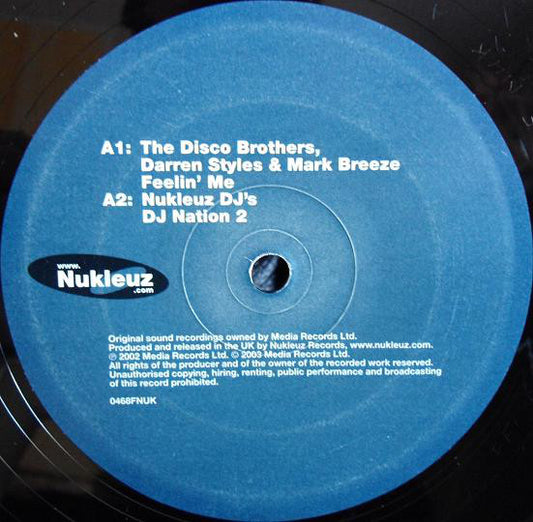 A1: The Disco Brothers,
Darren Styles & Mark Breeze
Feelin' Me
A2: Nukleuz DJ's
DJ Nation 2
www.
Nukleuz
.com
Original sound recordings owned by Media Records Ltd.
Produced and released in the UK by Nukleuz Records, www.nukleuz.com.
℗ 2002 Media Records Ltd. © 2003 Media Records Ltd.
All rights of the producer and of the owner of the recorded work reserved.
Unauthorised copying, hiring, renting, public performance and broadcasting
of this record prohibited.
0468FNUK